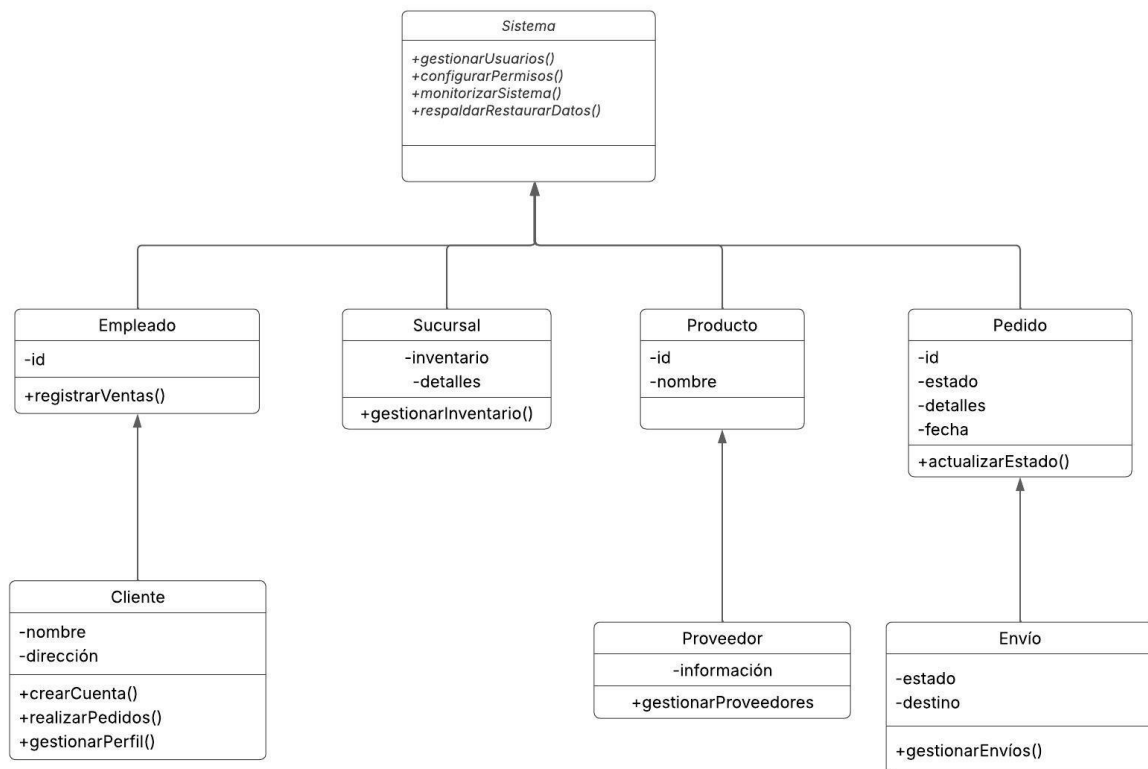 Sistema
+gestionarUsuarios()
+configurarPermisos()
+monitorizarSistema()
+respaldarRestaurarDatos()
Empleado
-id
+registrarVentas()
Sucursal
-inventario
-detalles
+gestionarInventario()
Producto
-id
-nombre
Pedido
-id
-estado
-detalles
-fecha
+actualizarEstado()
Cliente
-nombre
-dirección
+crearCuenta()
+realizarPedidos()
+gestionarPerfil()
Proveedor
-información
+gestionarProveedores
Envío
-estado
-destino
+gestionarEnvíos()